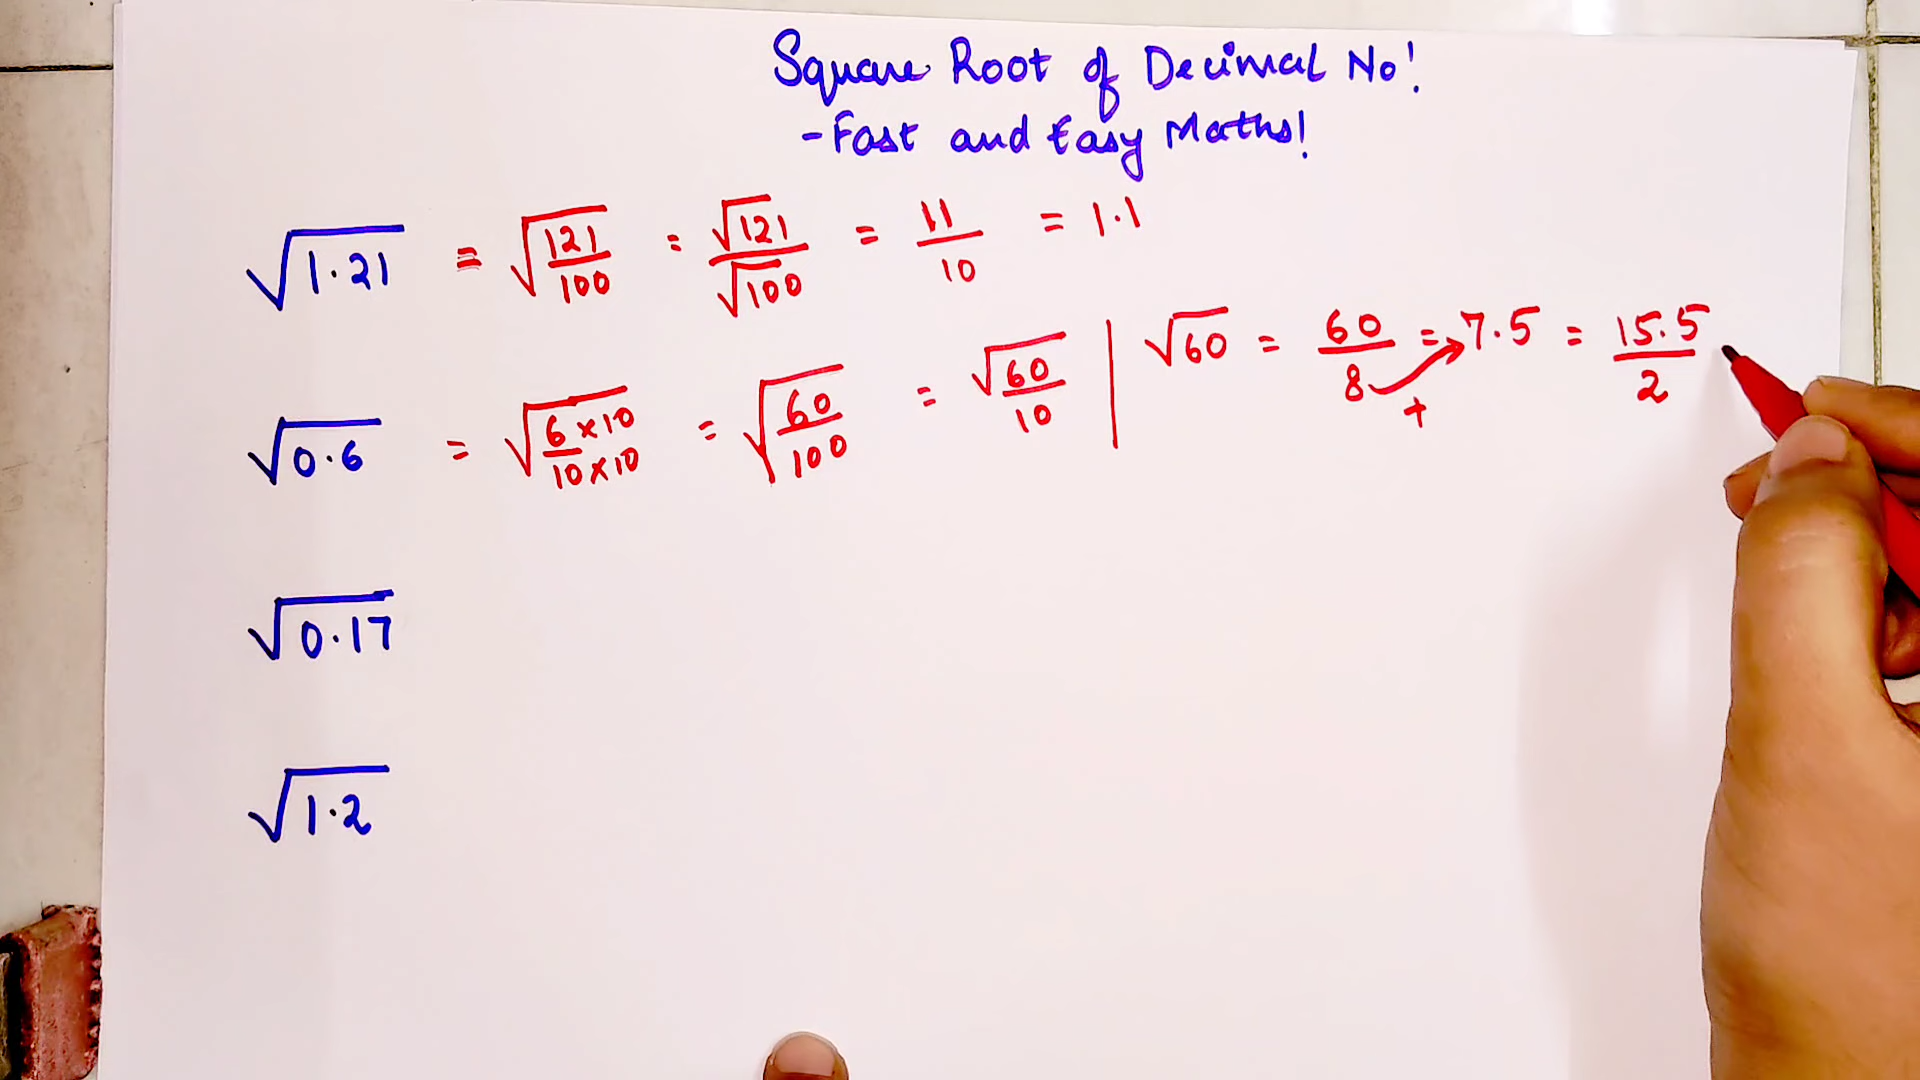 Square Root of Decimal No!
- Fast and Easy Maths!
√1.21 = √(121/100) = √121/√100 = 11/10 = 1.1
√0.6 = √(6×10/10×10) = √(60/100) = √60/10 | √60 = 60/8 = 7.5 = 15.5/2
+
√0.17
√1.2